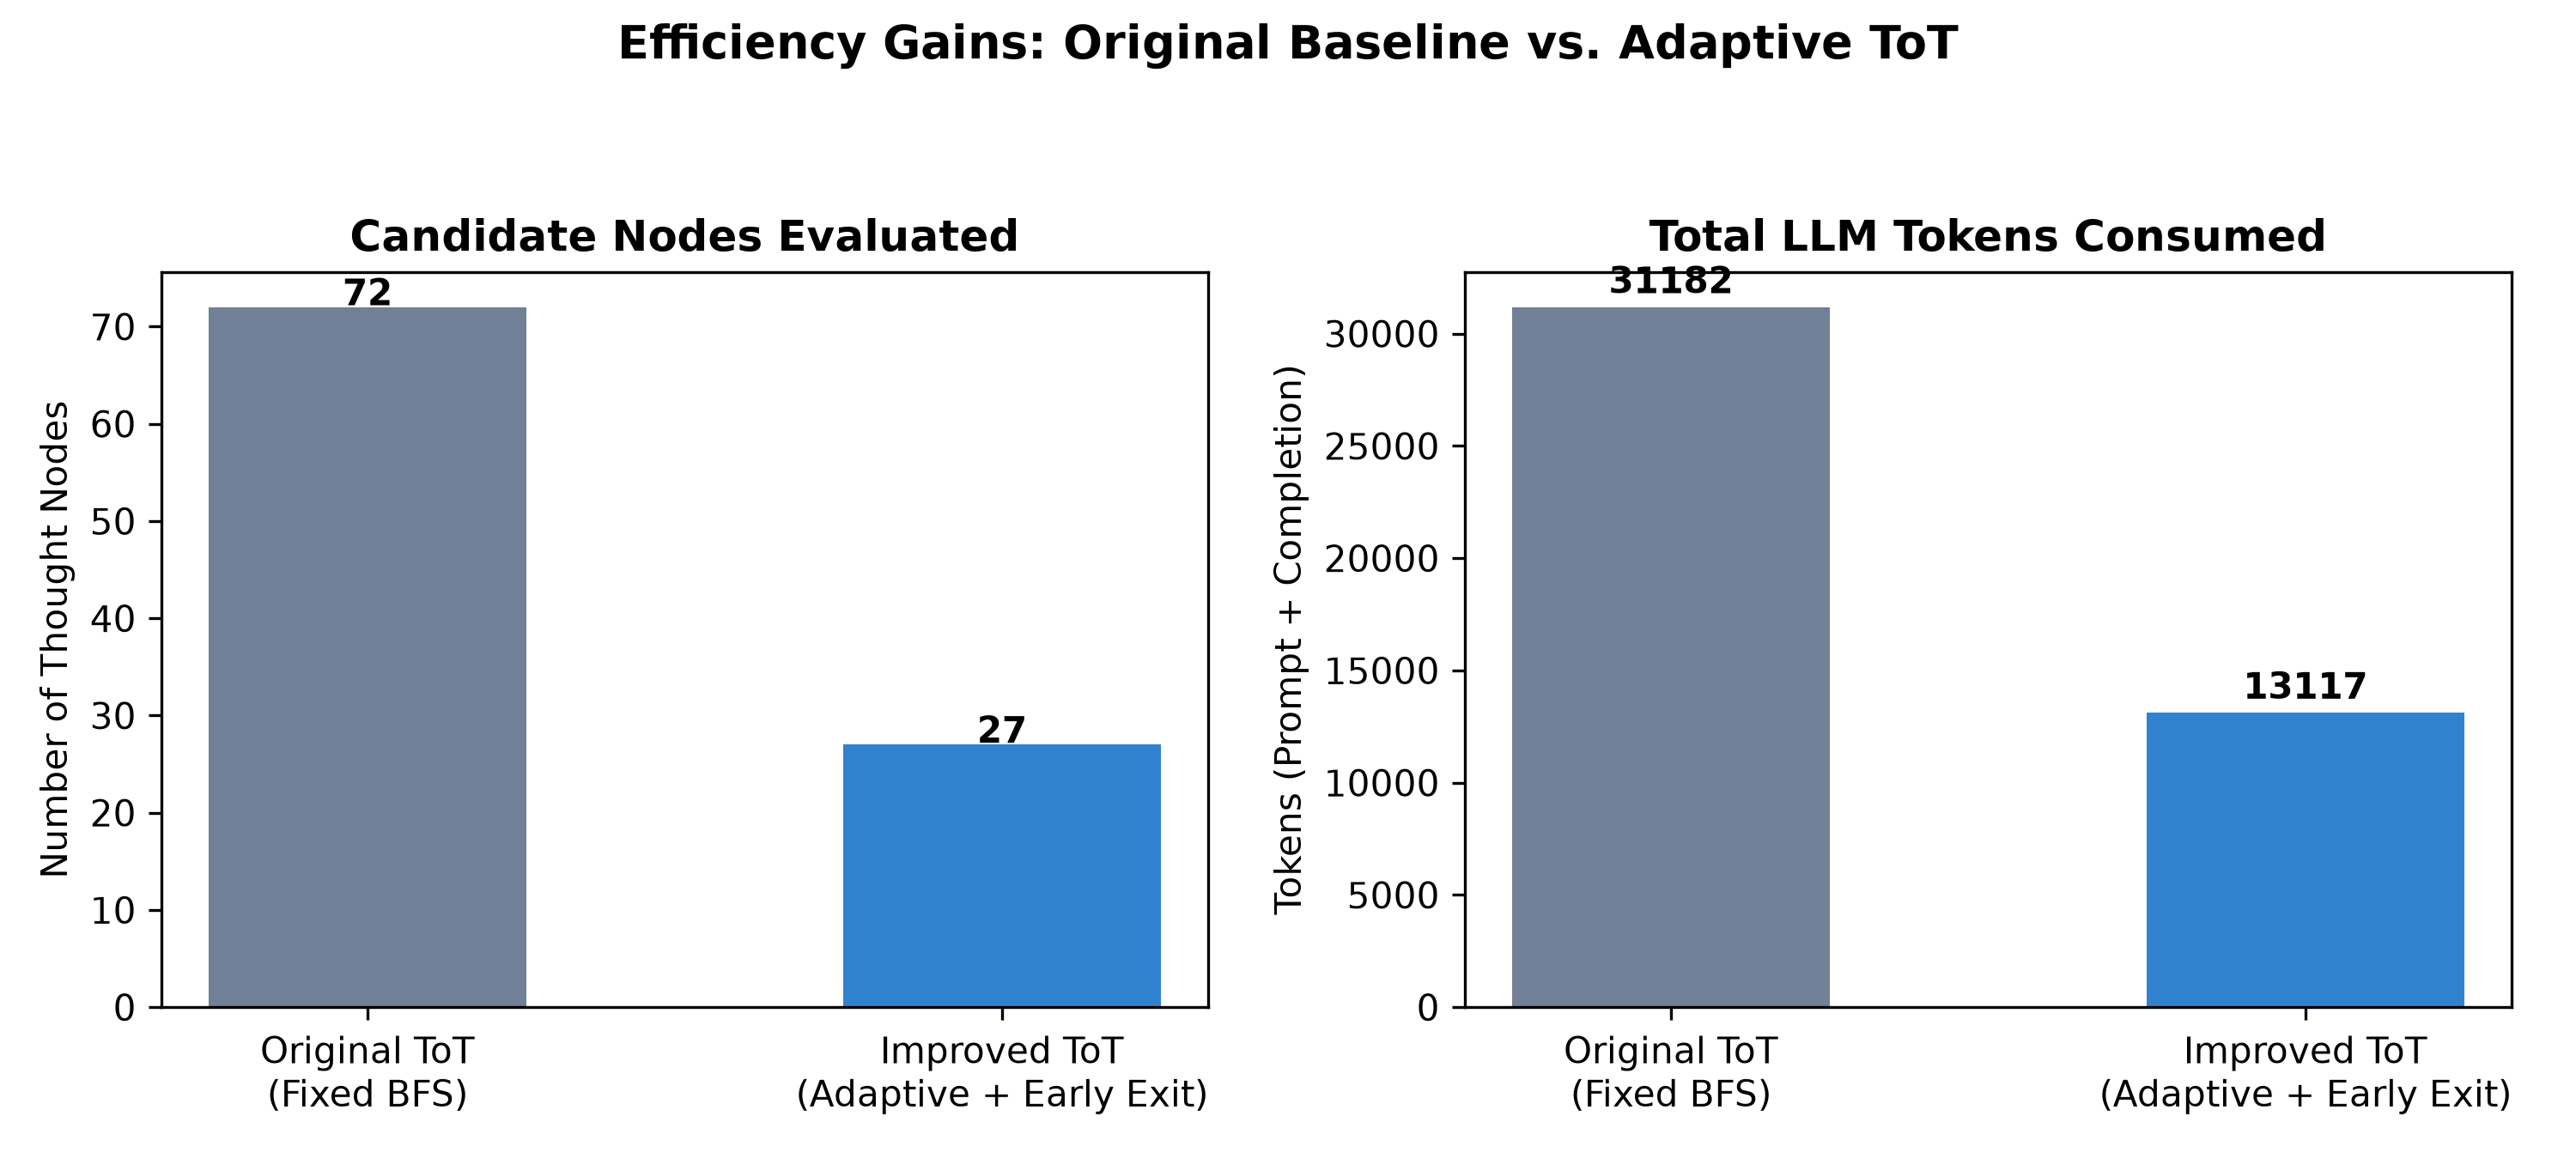 Efficiency Gains: Original Baseline vs. Adaptive ToT
Candidate Nodes Evaluated
Number of Thought Nodes
70
60
50
40
30
20
10
0
72
27
Original ToT
(Fixed BFS)
Improved ToT
(Adaptive + Early Exit)
Total LLM Tokens Consumed
Tokens (Prompt + Completion)
30000
25000
20000
15000
10000
5000
0
31182
13117
Original ToT
(Fixed BFS)
Improved ToT
(Adaptive + Early Exit)